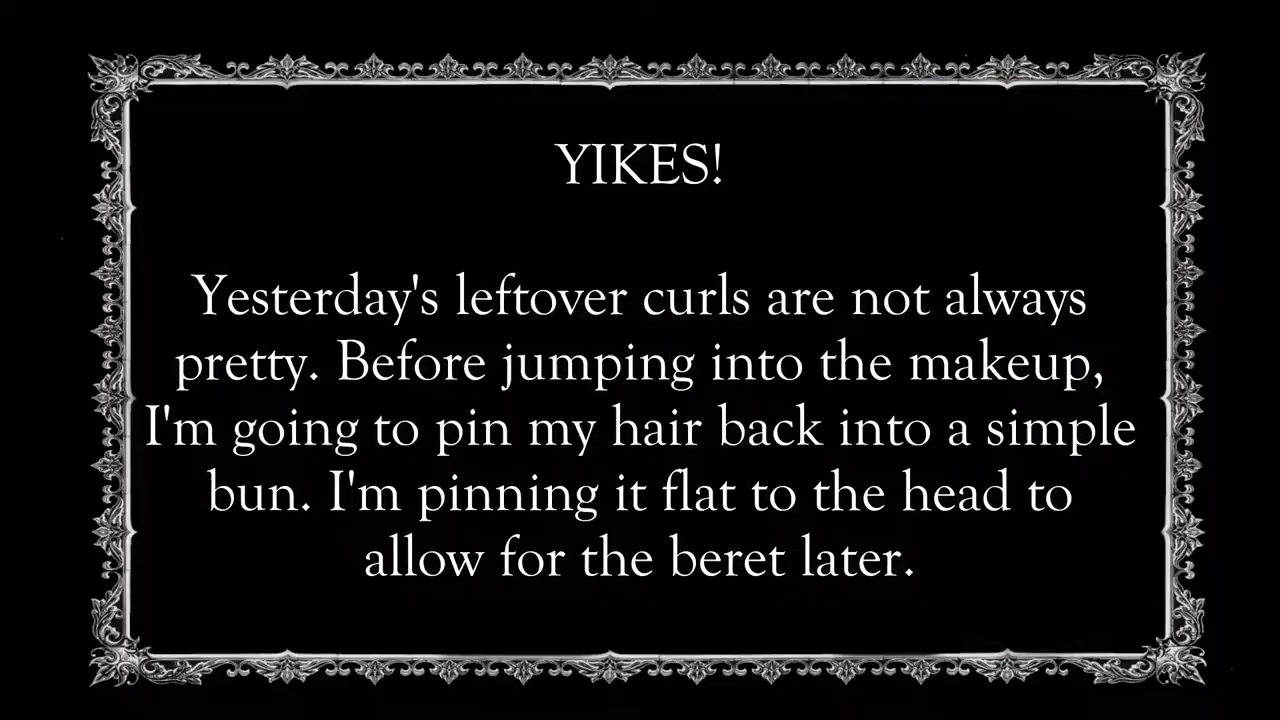 YIKES!
Yesterday's leftover curls are not always
pretty. Before jumping into the makeup,
I'm going to pin my hair back into a simple
bun. I'm pinning it flat to the head to
allow for the beret later.